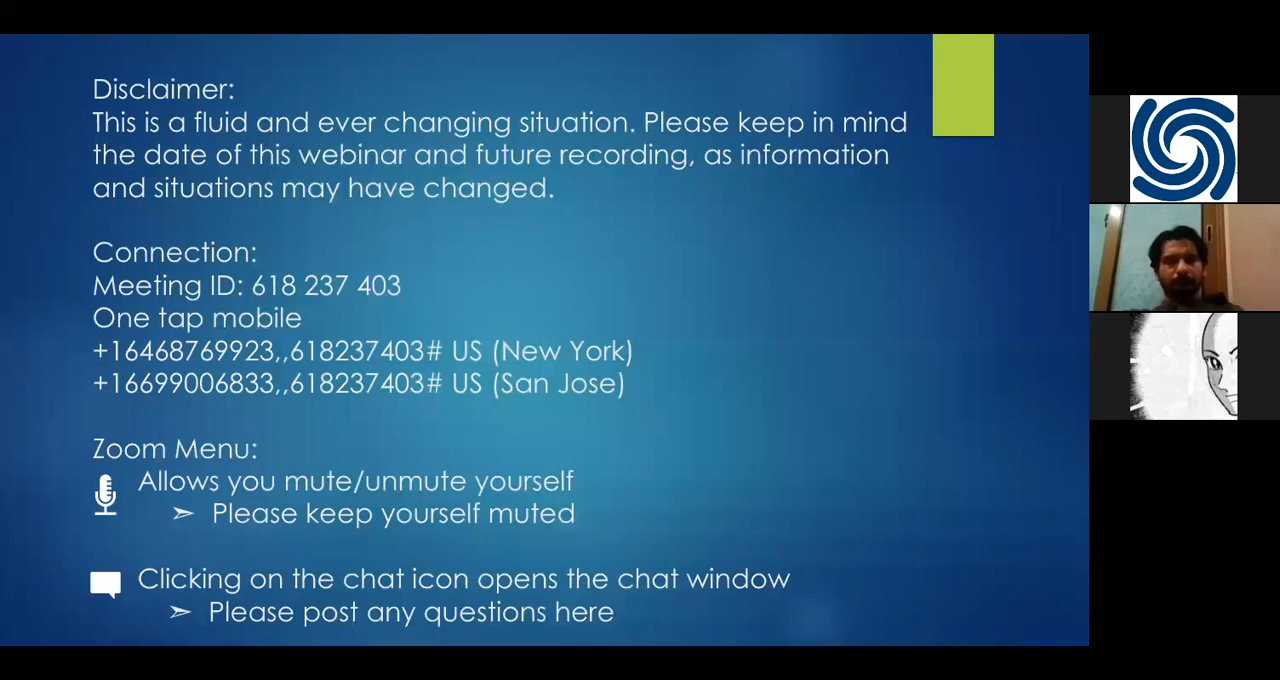 Disclaimer:
This is a fluid and ever changing situation. Please keep in mind
the date of this webinar and future recording, as information
and situations may have changed.
Connection:
Meeting ID: 618 237 403
One tap mobile
+16468769923,,618237403# US (New York)
+16699006833,,618237403# US (San Jose)
Zoom Menu:
Allows you mute/unmute yourself
➢ Please keep yourself muted
Clicking on the chat icon opens the chat window
➢ Please post any questions here